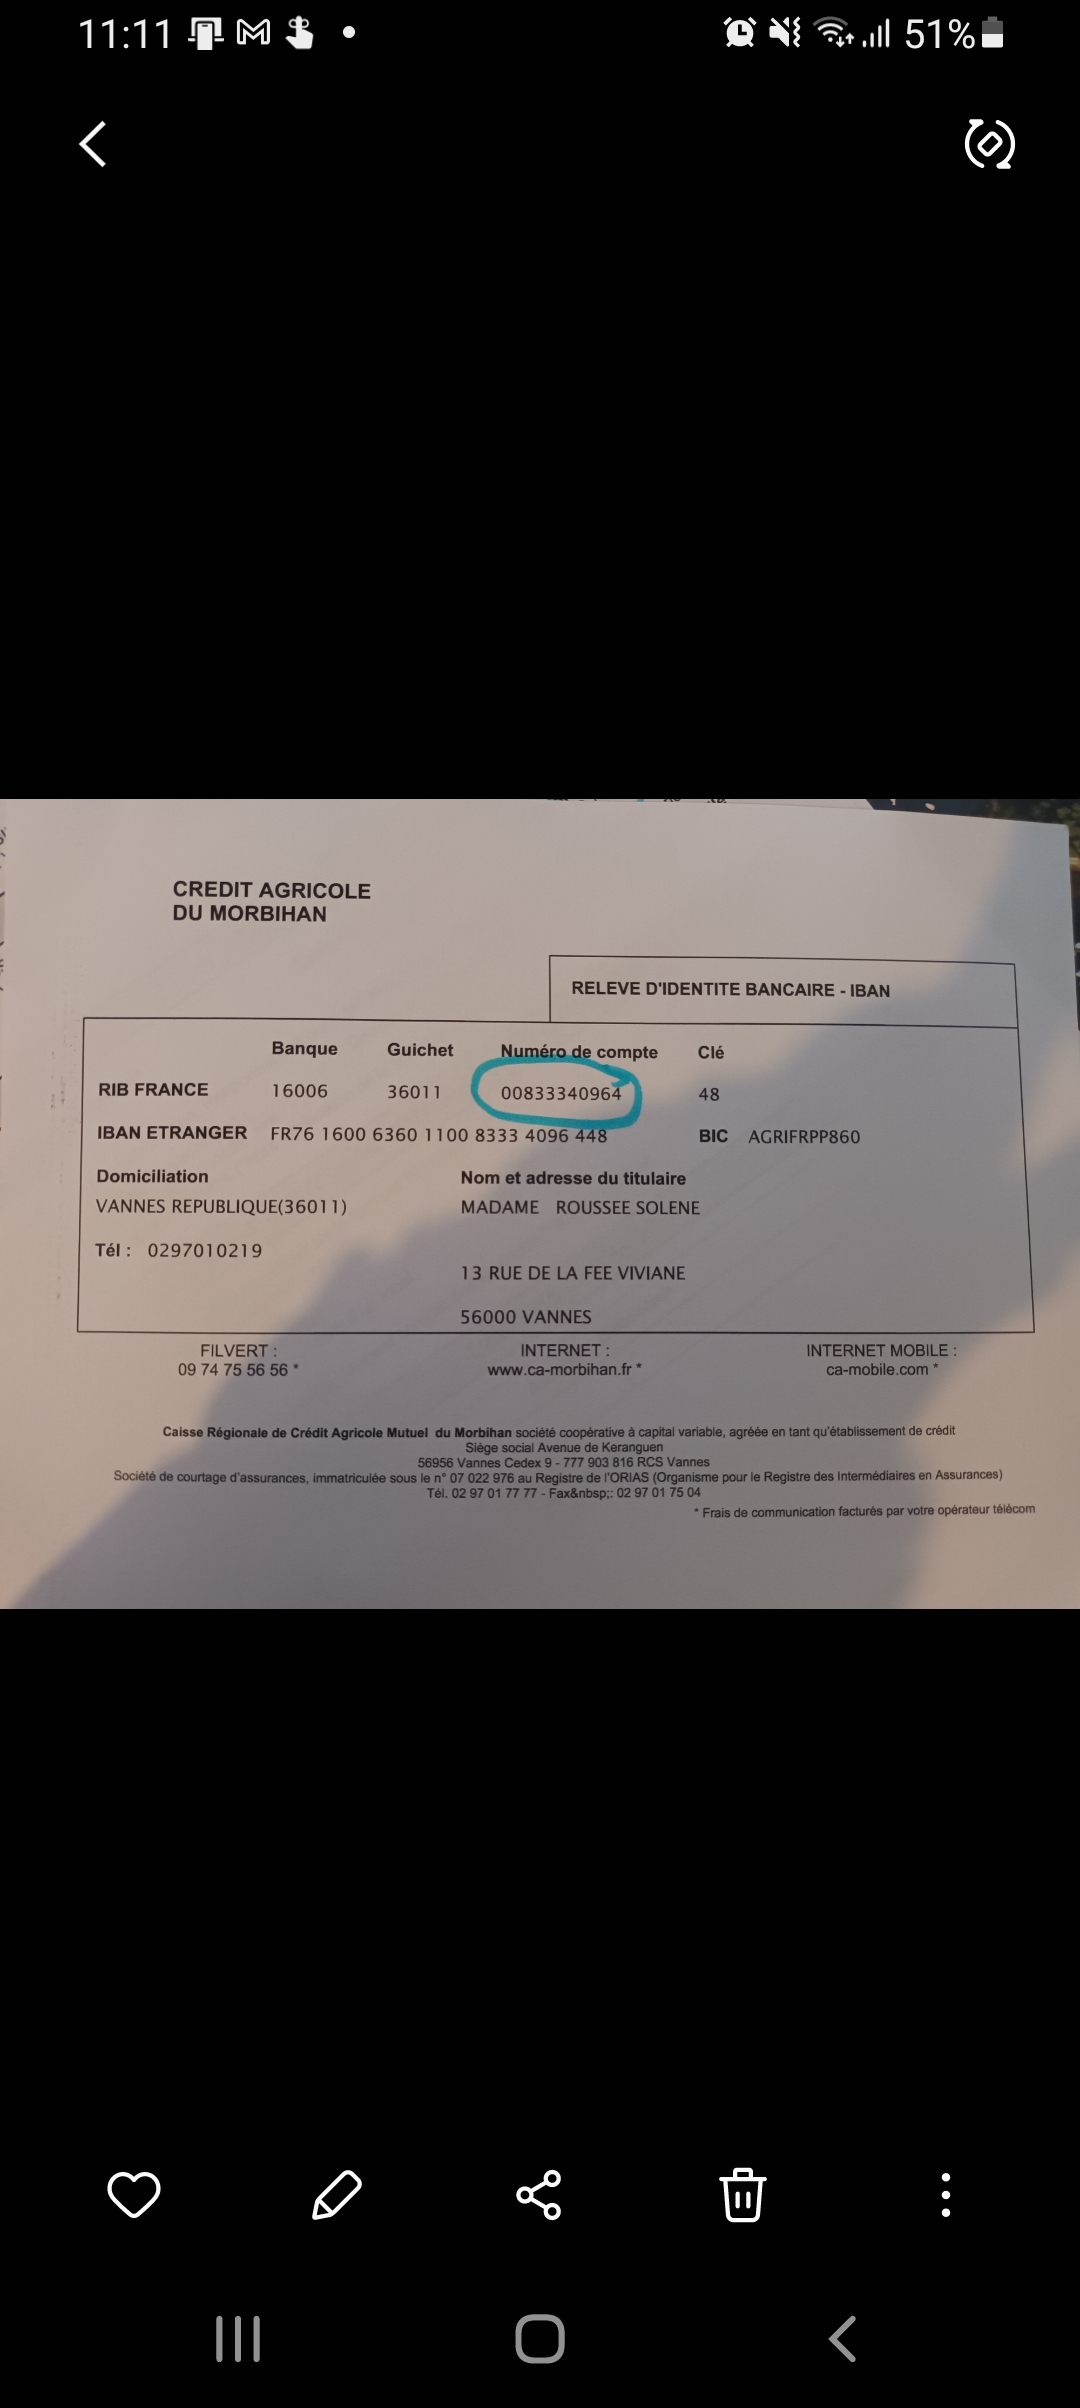 11:11 51%
CREDIT AGRICOLE
DU MORBIHAN
RELEVE D'IDENTITE BANCAIRE - IBAN
Banque Guichet Numéro de compte Clé
RIB FRANCE 16006 36011 00833340964 48
IBAN ETRANGER FR76 1600 6360 1100 8333 4096 448 BIC AGRIFRPP860
Domiciliation Nom et adresse du titulaire
VANNES REPUBLIQUE(36011) MADAME ROUSSEE SOLENE
Tél : 0297010219
13 RUE DE LA FEE VIVIANE
56000 VANNES
FILVERT : INTERNET : INTERNET MOBILE :
09 74 75 56 56 * www.ca-morbihan.fr * ca-mobile.com *
Caisse Régionale de Crédit Agricole Mutuel du Morbihan société coopérative à capital variable, agréée en tant qu'établissement de crédit
Siège social Avenue de Keranguen
56956 Vannes Cedex 9 - 777 903 816 RCS Vannes
Société de courtage d'assurances, immatriculée sous le n° 07 022 976 au Registre de l'ORIAS (Organisme pour le Registre des Intermédiaires en Assurances)
Tél. 02 97 01 77 77 - Fax&nbsp;: 02 97 01 75 04
* Frais de communication facturés par votre opérateur télécom